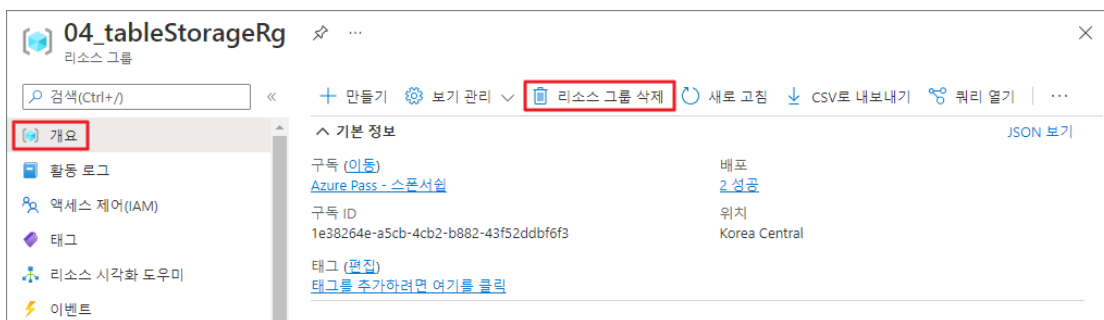 04_tableStorageRg
리소스 그룹
검색(Ctrl+/)
개요
활동 로그
액세스 제어(IAM)
태그
리소스 시각화 도우미
이벤트
만들기 보기 관리 리소스 그룹 삭제 새로 고침 CSV로 내보내기 쿼리 열기
기본 정보 JSON 보기
구독 (이동)
Azure Pass - 스폰서쉽
구독 ID
1e38264e-a5cb-4cb2-b882-43f52ddbf6f3
태그 (편집)
태그를 추가하려면 여기를 클릭
배포
2 성공
위치
Korea Central